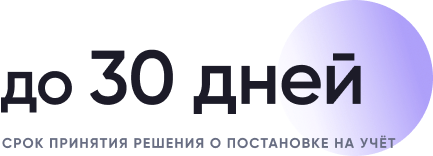 до 30 дней
СРОК ПРИНЯТИЯ РЕШЕНИЯ О ПОСТАНОВКЕ НА УЧЁТ